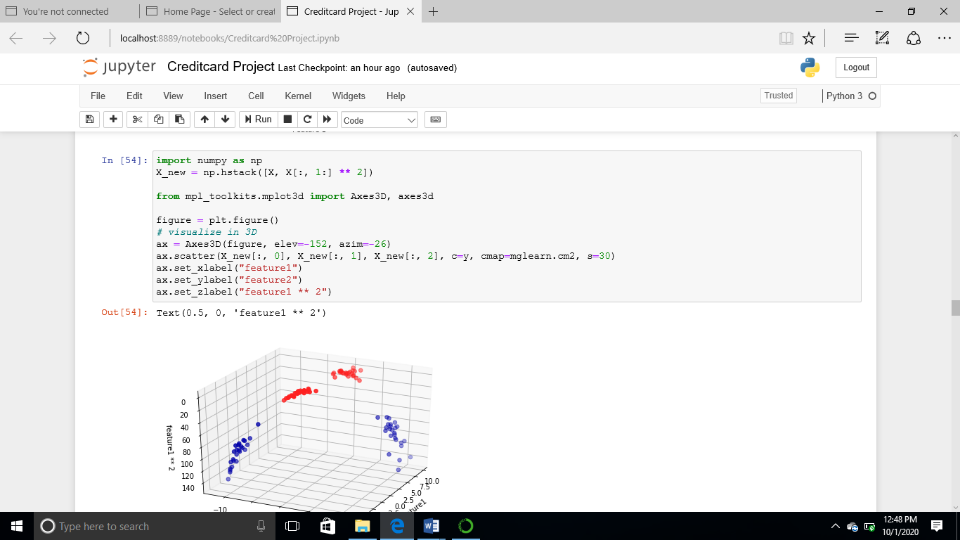 You're not connected
Home Page - Select or creat
Creditcard Project - Jup
localhost:8889/notebooks/Creditcard%20Project.ipynb
jupyter Creditcard Project Last Checkpoint: an hour ago (autosaved)
Logout
File Edit View Insert Cell Kernel Widgets Help
Trusted
Python 3
Run
Code
In [54]:
import numpy as np
X_new = np.hstack([X, X[:, 1:] ** 2])
from mpl_toolkits.mplot3d import Axes3D, axes3d
figure = plt.figure()
# visualize in 3D
ax = Axes3D(figure, elev=-152, azim=-26)
ax.scatter(X_new[:, 0], X_new[:, 1], X_new[:, 2], c=y, cmap=mglearn.cm2, s=30)
ax.set_xlabel("feature1")
ax.set_ylabel("feature2")
ax.set_zlabel("feature1 ** 2")
Out[54]: Text(0.5, 0, 'feature1 ** 2')
0
20
40
60
80
100
120
140
feature1 ** 2
-10
10.0
7.5
5.0
2.5
0.0
Type here to search
12:48 PM
10/1/2020